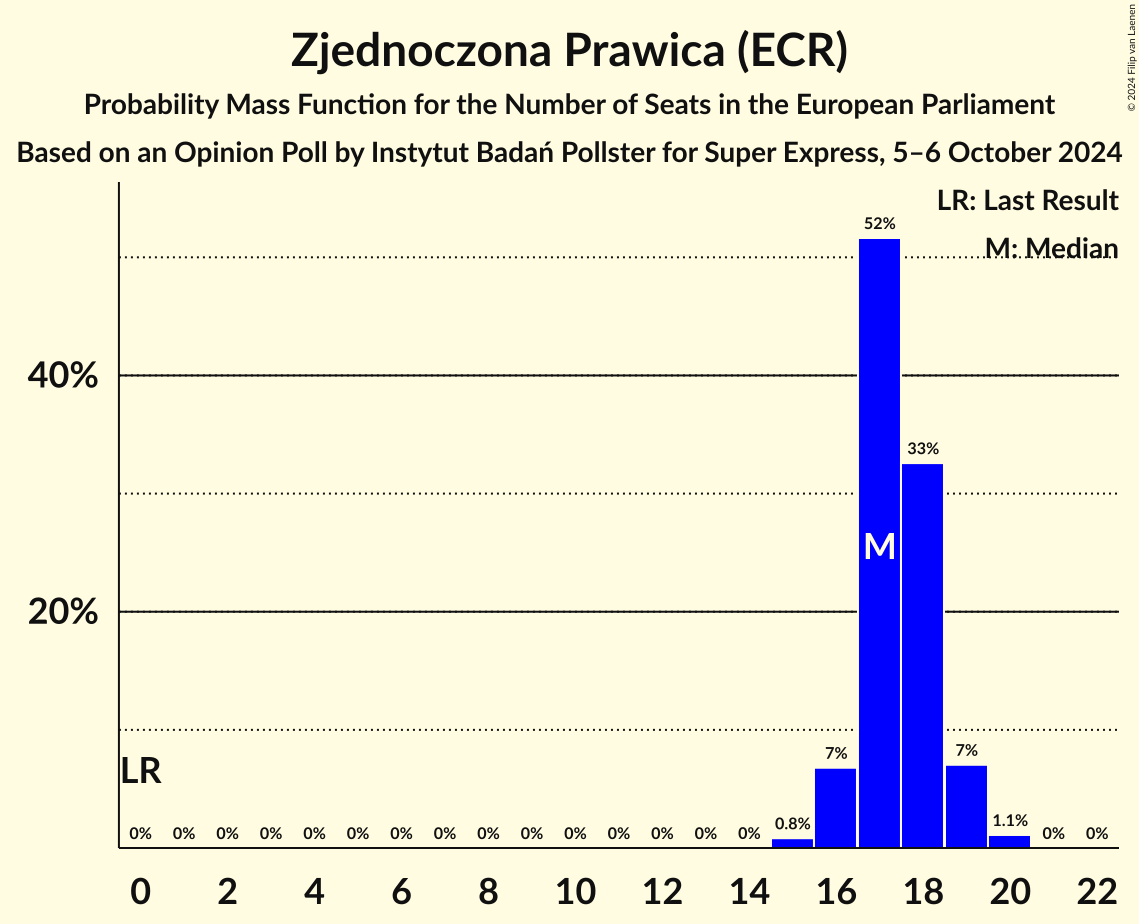 Zjednoczona Prawica (ECR)
Probability Mass Function for the Number of Seats in the European Parliament
Based on an Opinion Poll by Instytut Badań Pollster for Super Express, 5–6 October 2024
© 2024 Filip van Laenen
LR: Last Result
M: Median
52%
40%
33%
M
20%
LR
7% 7%
0% 0% 0% 0% 0% 0% 0% 0% 0% 0% 0% 0% 0% 0% 0% 0.8% 1.1% 0% 0%
0 2 4 6 8 10 12 14 16 18 20 22